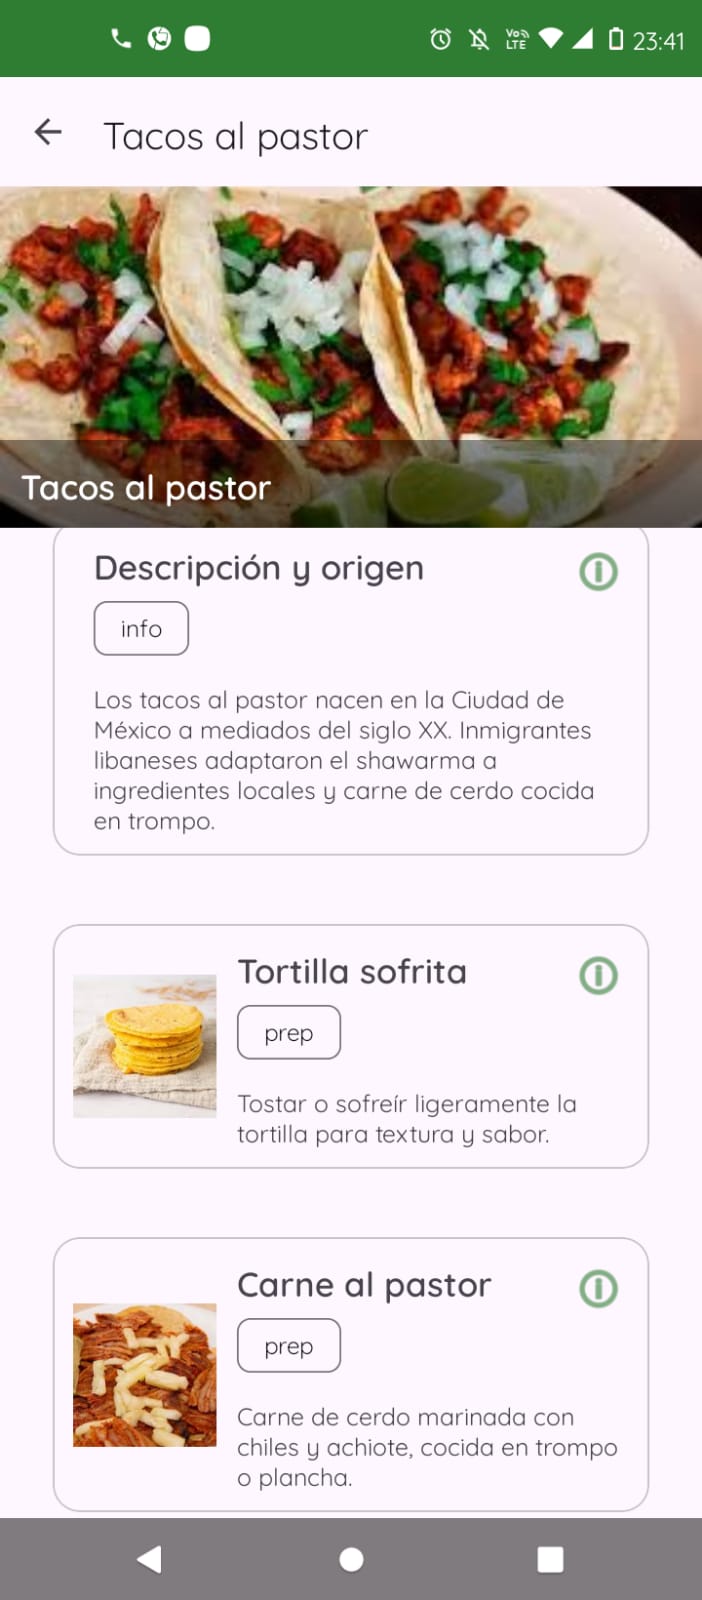 Vo LTE 23:41
Tacos al pastor
Tacos al pastor
Descripción y origen
info
Los tacos al pastor nacen en la Ciudad de
México a mediados del siglo XX. Inmigrantes
libaneses adaptaron el shawarma a
ingredientes locales y carne de cerdo cocida
en trompo.
Tortilla sofrita
prep
Tostar o sofreír ligeramente la
tortilla para textura y sabor.
Carne al pastor
prep
Carne de cerdo marinada con
chiles y achiote, cocida en trompo
o plancha.